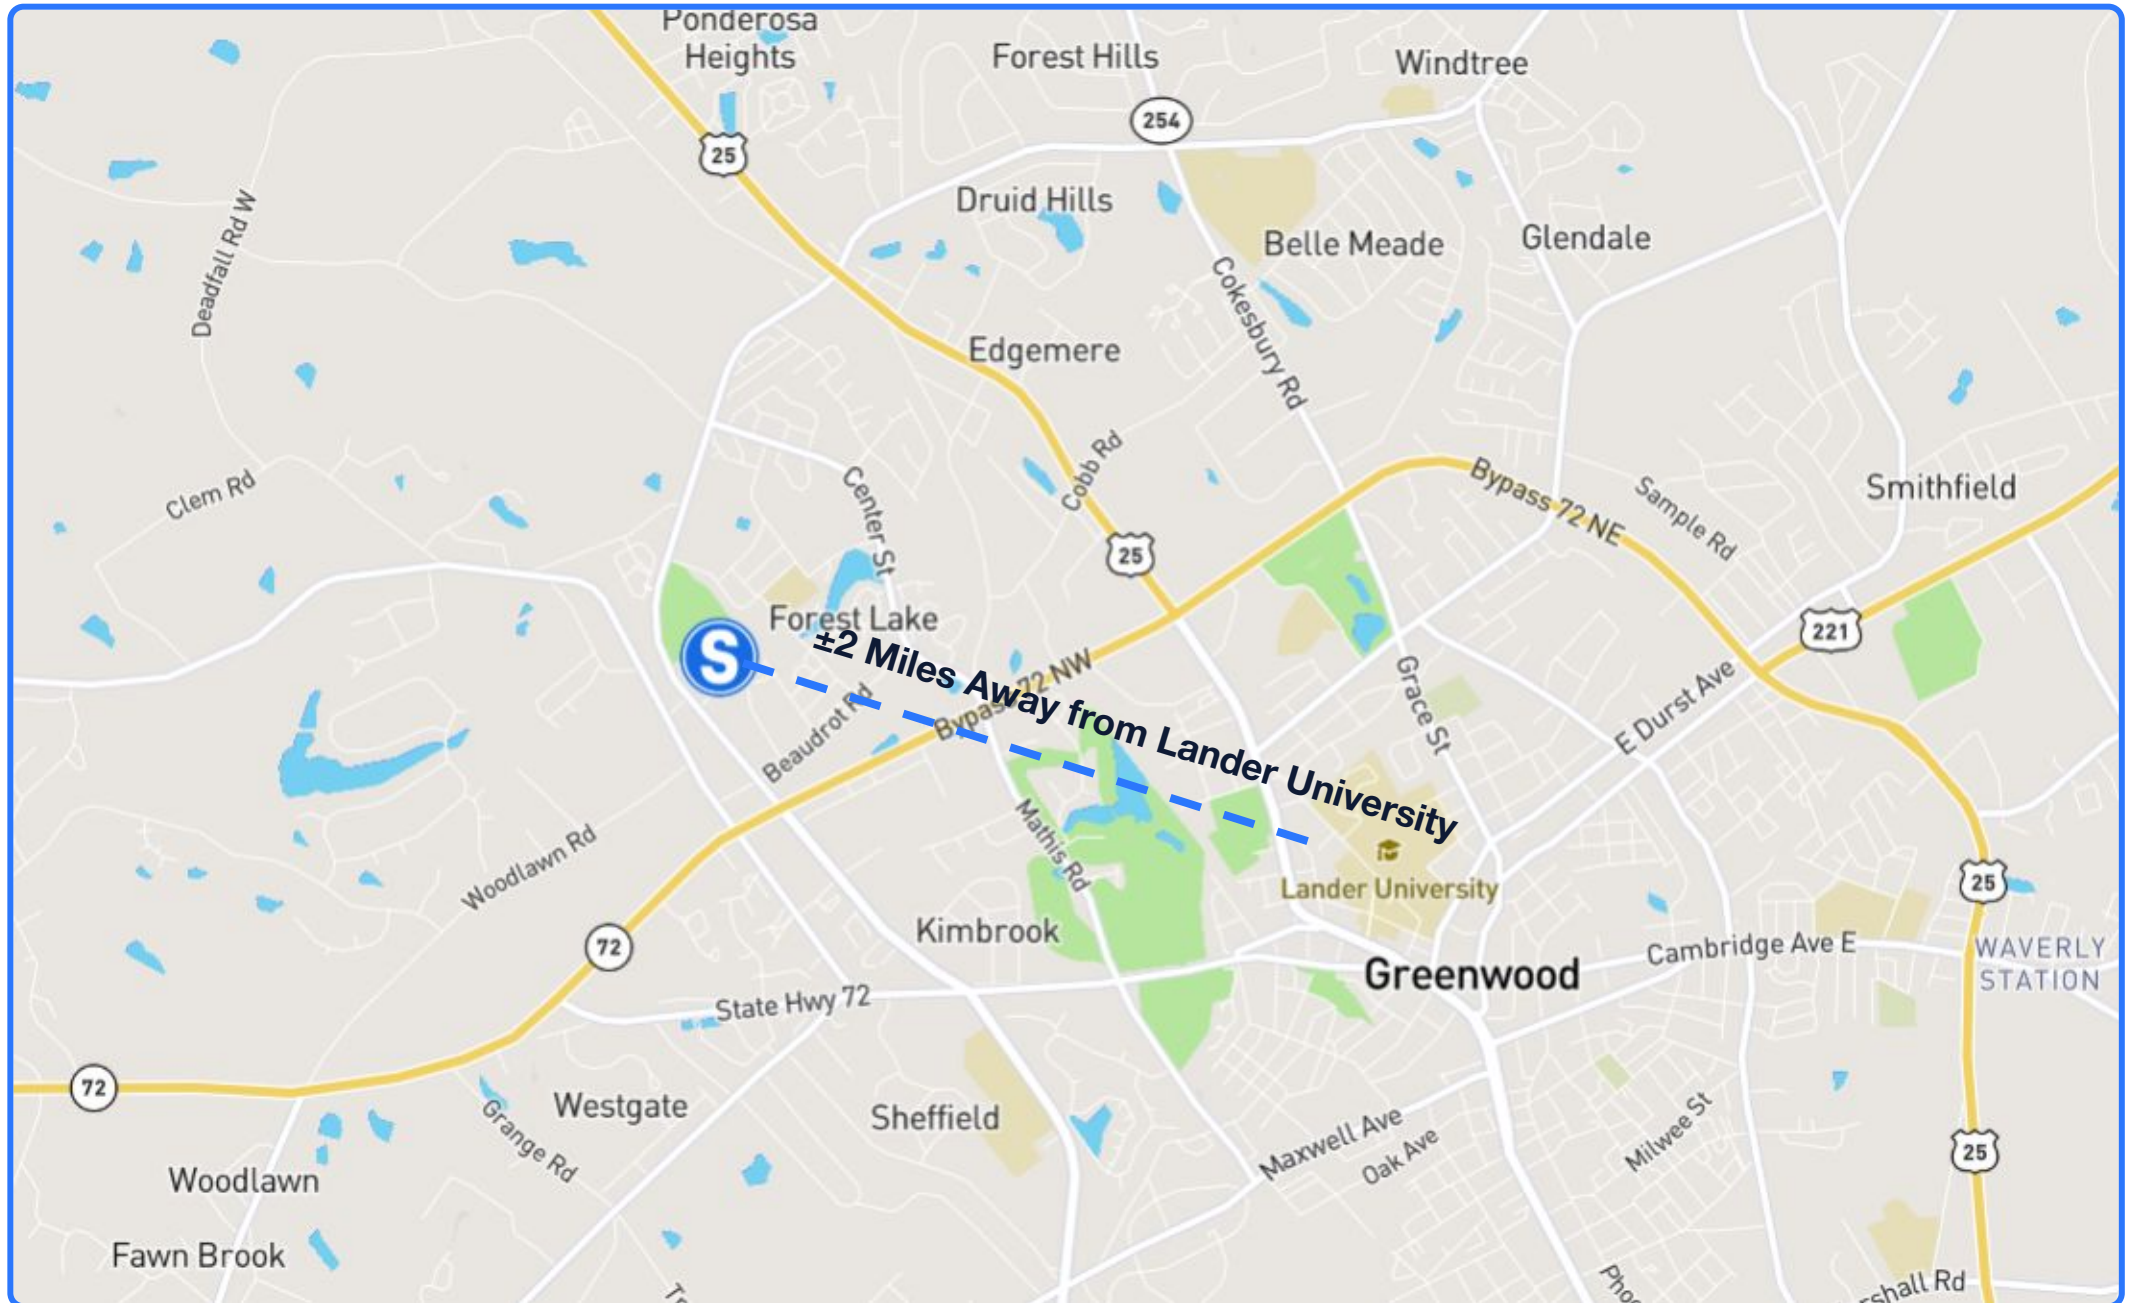 Ponderosa
Heights
Forest Hills
Windtree
254
25
Druid Hills
Belle Meade
Glendale
Deadfall Rd W
Cokesbury Rd
Edgemere
Cobb Rd
Clem Rd
Center St
Bypass 72 NE
Sample Rd
Smithfield
25
Forest Lake
S
±2 Miles Away from Lander University
221
Bypass 72 NW
Beaudrot Rd
Grace St
E Durst Ave
Mathis Rd
Woodlawn Rd
Lander University
25
Kimbrook
72
Cambridge Ave E
WAVERLY
STATION
Greenwood
State Hwy 72
72
Westgate
Sheffield
Grange Rd
Maxwell Ave
Oak Ave
Milwee St
25
Woodlawn
Fawn Brook
shall Rd